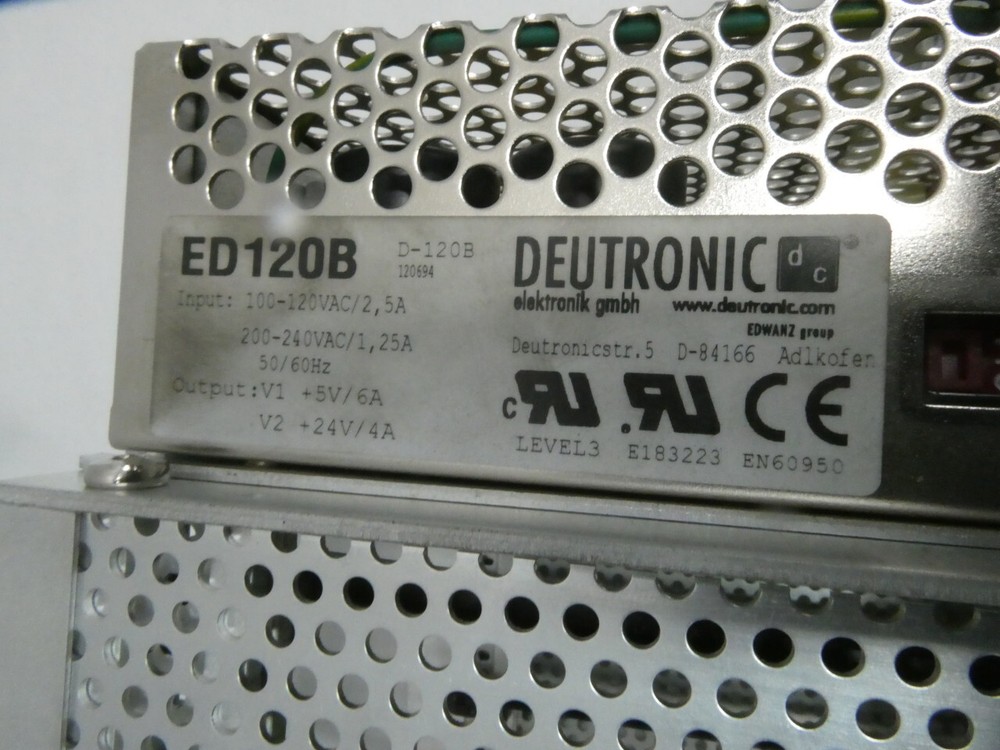 ED120B D-120B
120694
Input: 100-120VAC/2,5A
200-240VAC/1,25A
50/60Hz
Output:V1 +5V/6A
V2 +24V/4A
DEUTRONIC dc
elektronik gmbh www.deutronic.com
EDWANZ group
Deutronicstr.5 D-84166 Adlkofen
c RU .RU CE
LEVEL3 E183223 EN60950